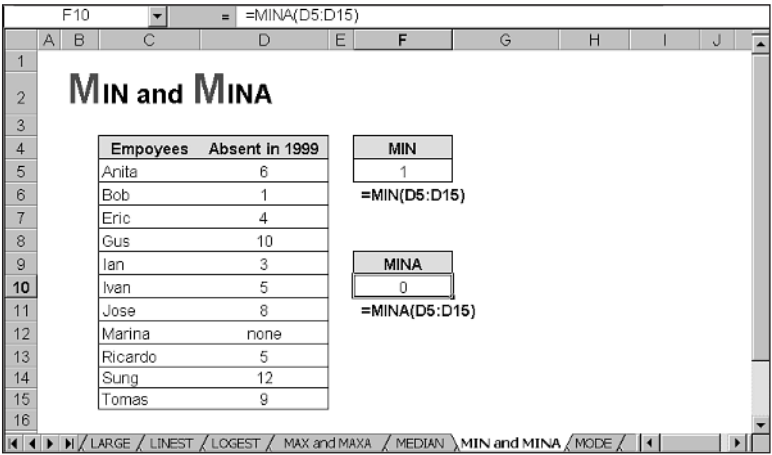 F10 = =MINA(D5:D15)
A B C D E F G H I J
1
2 MIN and MINA
3
4 Empoyees Absent in 1999 MIN
5 Anita 6 1
6 Bob 1 =MIN(D5:D15)
7 Eric 4
8 Gus 10
9 Ian 3 MINA
10 Ivan 5 0
11 Jose 8 =MINA(D5:D15)
12 Marina none
13 Ricardo 5
14 Sung 12
15 Tomas 9
16
LARGE LINEST LOGEST MAX and MAXA MEDIAN MIN and MINA MODE